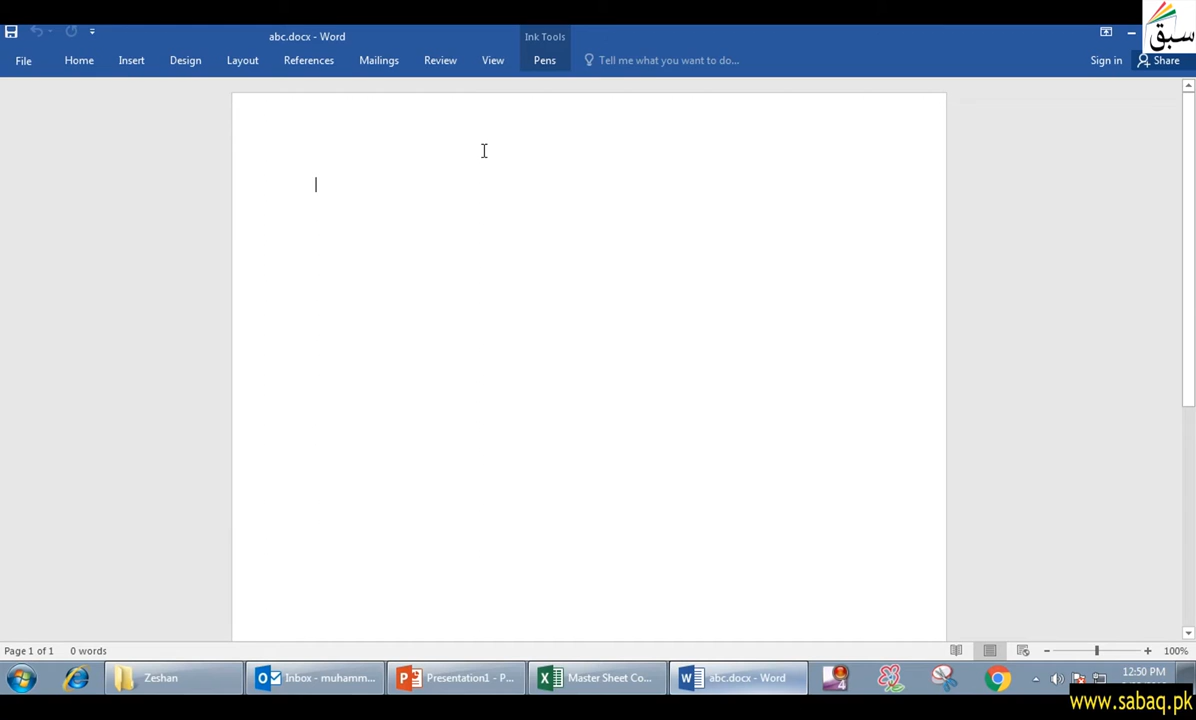 abc.docx - Word
Ink Tools
سبق
File
Home
Insert
Design
Layout
References
Mailings
Review
View
Pens
Tell me what you want to do...
Sign in
Share
Page 1 of 1
0 words
100%
Zeshan
Inbox - muhamm...
Presentation1 - P...
Master Sheet Co...
abc.docx - Word
4
12:50 PM
www.sabaq.pk